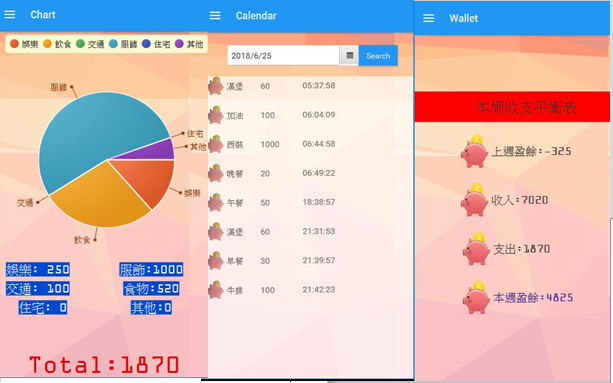 Chart
娛樂 飲食 交通 服飾 住宅 其他
服飾
住宅
其他
娛樂
交通
飲食
娛樂: 250 服飾:1000
交通: 100 食物:520
住宅: 0 其他:0
Total:1870
Calendar
2018/6/25 Search
漢堡 60 05:37:58
加油 100 06:04:09
西裝 1000 06:44:58
晚餐 20 06:49:22
午餐 50 18:38:57
漢堡 60 21:31:53
早餐 30 21:39:57
牛排 100 21:42:23
Wallet
本周收支平衡表
上週盈餘:-325
收入:7020
支出:1870
本週盈餘:4825